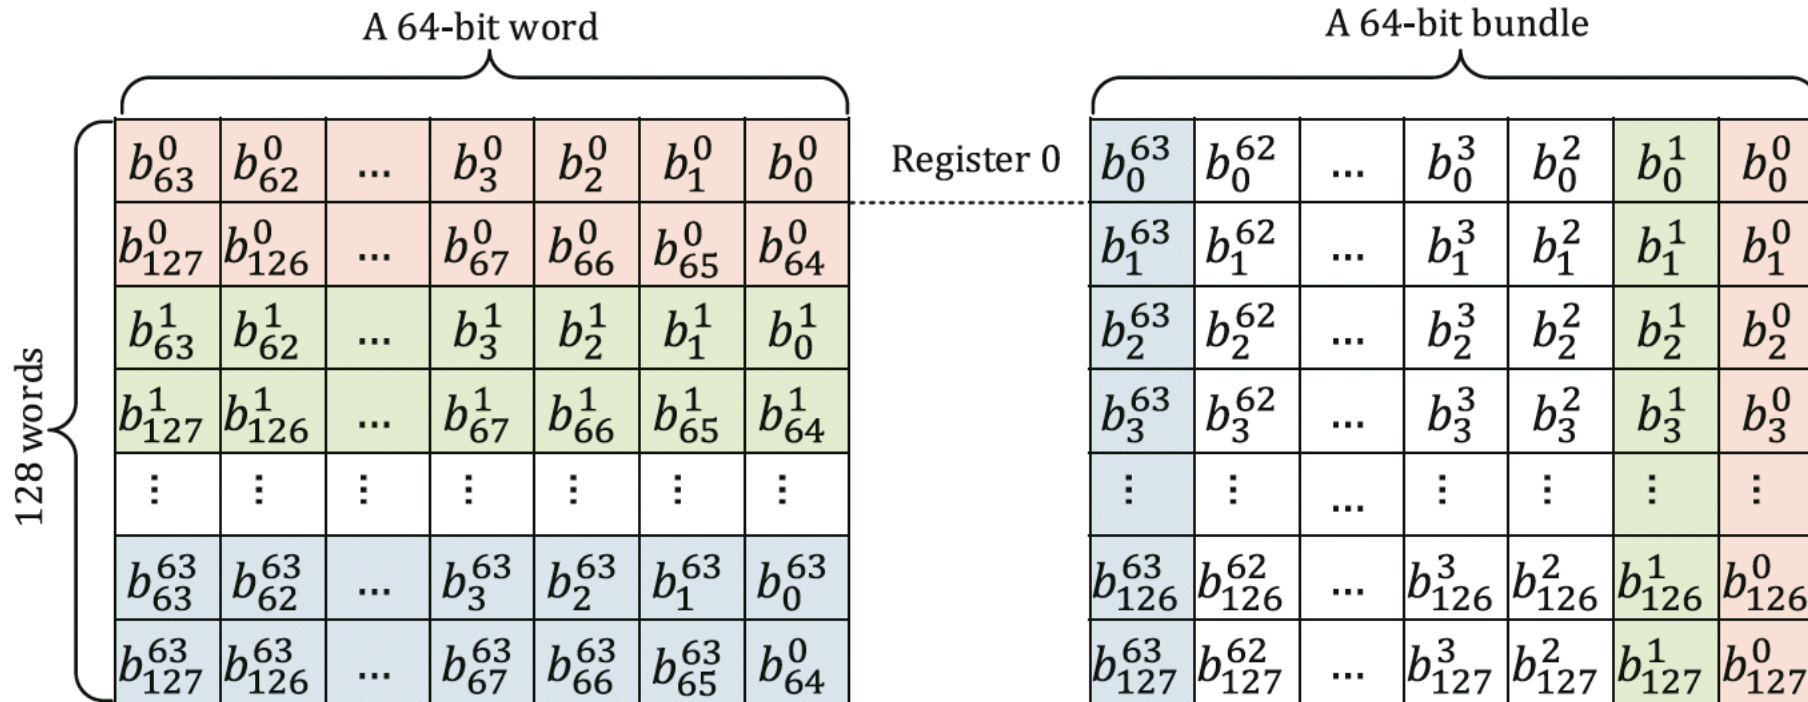 A 64-bit word
A 64-bit bundle
128 words
Register 0
b^0_63 b^0_62 ... b^0_3 b^0_2 b^0_1 b^0_0
b^0_127 b^0_126 ... b^0_67 b^0_66 b^0_65 b^0_64
b^1_63 b^1_62 ... b^1_3 b^1_2 b^1_1 b^1_0
b^1_127 b^1_126 ... b^1_67 b^1_66 b^1_65 b^1_64
⋮ ⋮ ⋮ ⋮ ⋮ ⋮ ⋮
b^63_63 b^63_62 ... b^63_3 b^63_2 b^63_1 b^63_0
b^63_127 b^63_126 ... b^63_67 b^63_66 b^63_65 b^0_64
b^63_0 b^62_0 ... b^3_0 b^2_0 b^1_0 b^0_0
b^63_1 b^62_1 ... b^3_1 b^2_1 b^1_1 b^0_1
b^63_2 b^62_2 ... b^3_2 b^2_2 b^1_2 b^0_2
b^63_3 b^62_3 ... b^3_3 b^2_3 b^1_3 b^0_3
⋮ ⋮ ... ⋮ ⋮ ⋮ ⋮
b^63_126 b^62_126 ... b^3_126 b^2_126 b^1_126 b^0_126
b^63_127 b^62_127 ... b^3_127 b^2_127 b^1_127 b^0_127